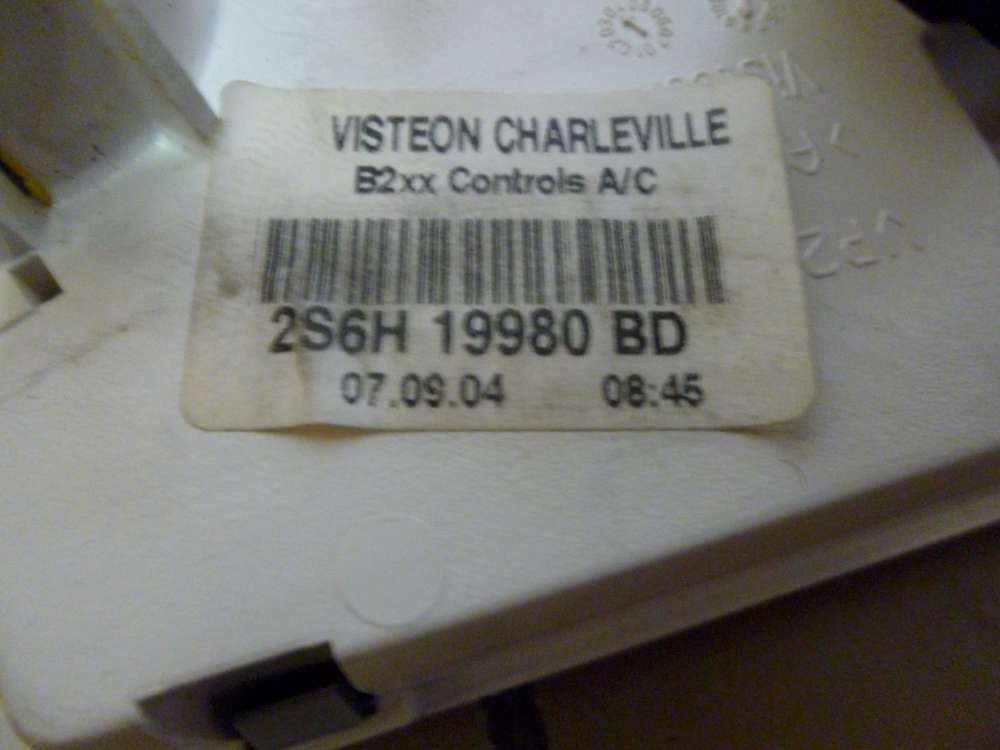 VISTEON CHARLEVILLE
B2xx Controls A/C
2S6H 19980 BD
07.09.04 08:45